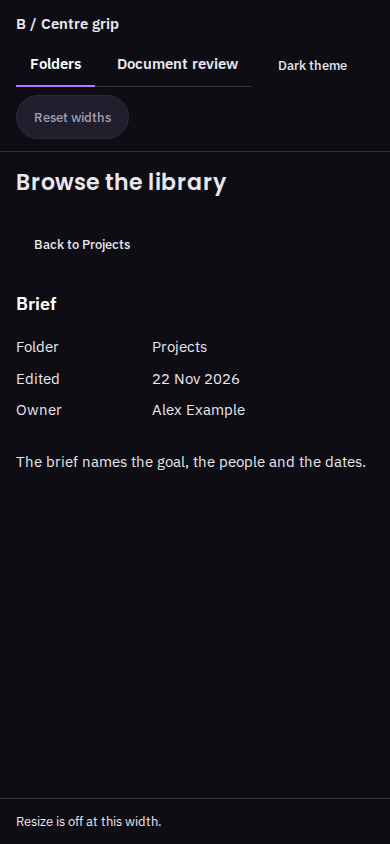 B / Centre grip
Folders Document review Dark theme
Reset widths
Browse the library
Back to Projects
Brief
Folder Projects
Edited 22 Nov 2026
Owner Alex Example
The brief names the goal, the people and the dates.
Resize is off at this width.